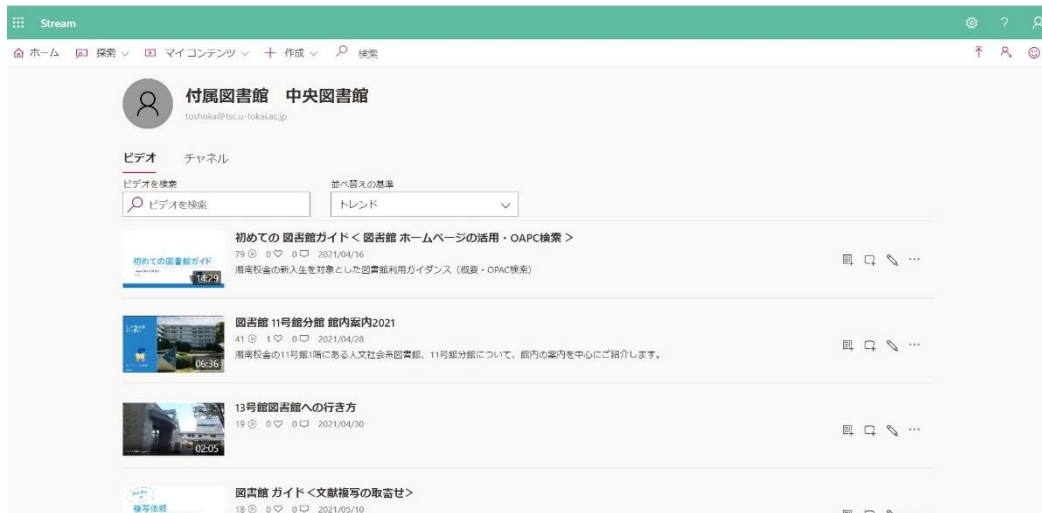 Stream
ホーム 探索 マイ コンテンツ 作成 検索
付属図書館 中央図書館
toshoka@tsc.u-tokai.ac.jp
ビデオ チャネル
ビデオを検索 並べ替えの基準
ビデオを検索 トレンド
初めての 図書館ガイド < 図書館 ホームページの活用・OAPC検索 >
79 0 0 2021/04/16
湘南校舎の新入生を対象とした図書館利用ガイダンス（概要・OPAC検索）
初めての図書館ガイド
14:29
図書館 11号館分館 館内案内2021
41 1 0 2021/04/28
湘南校舎の11号館1階にある人文社会系図書館、11号館分館について、館内の案内を中心にご紹介します。
06:36
13号館図書館への行き方
19 0 0 2021/04/30
02:05
図書館 ガイド <文献複写の取寄せ>
18 0 0 2021/05/10
複写依頼